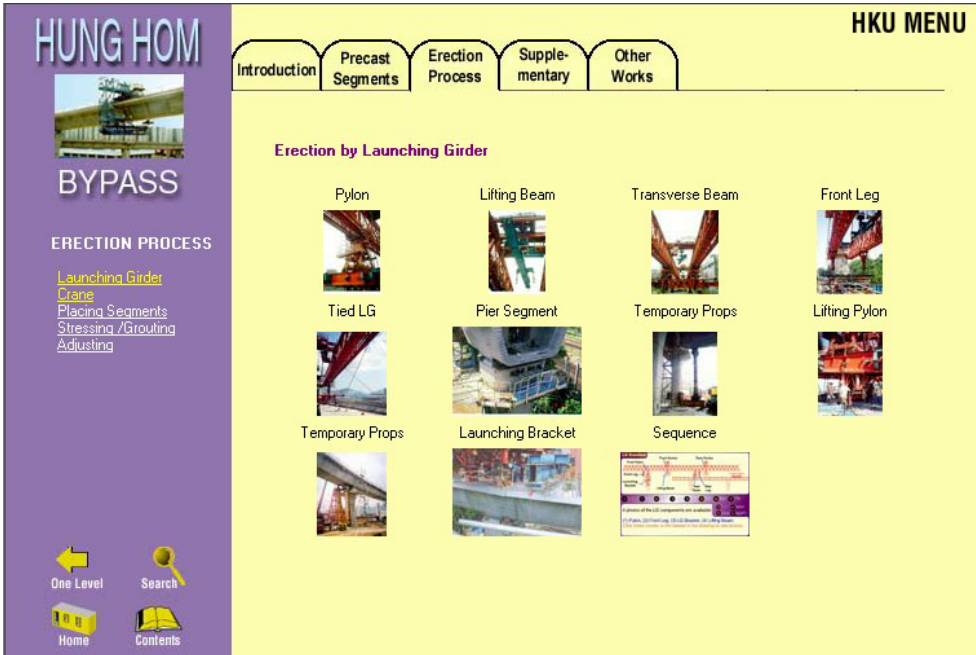 HUNG HOM
BYPASS
HKU MENU
Introduction
Precast
Segments
Erection
Process
Supple-
mentary
Other
Works
ERECTION PROCESS
Launching Girder
Crane
Placing Segments
Stressing /Grouting
Adjusting
Erection by Launching Girder
Pylon
Lifting Beam
Transverse Beam
Front Leg
Tied LG
Pier Segment
Temporary Props
Lifting Pylon
Temporary Props
Launching Bracket
Sequence
One Level
Search
Home
Contents